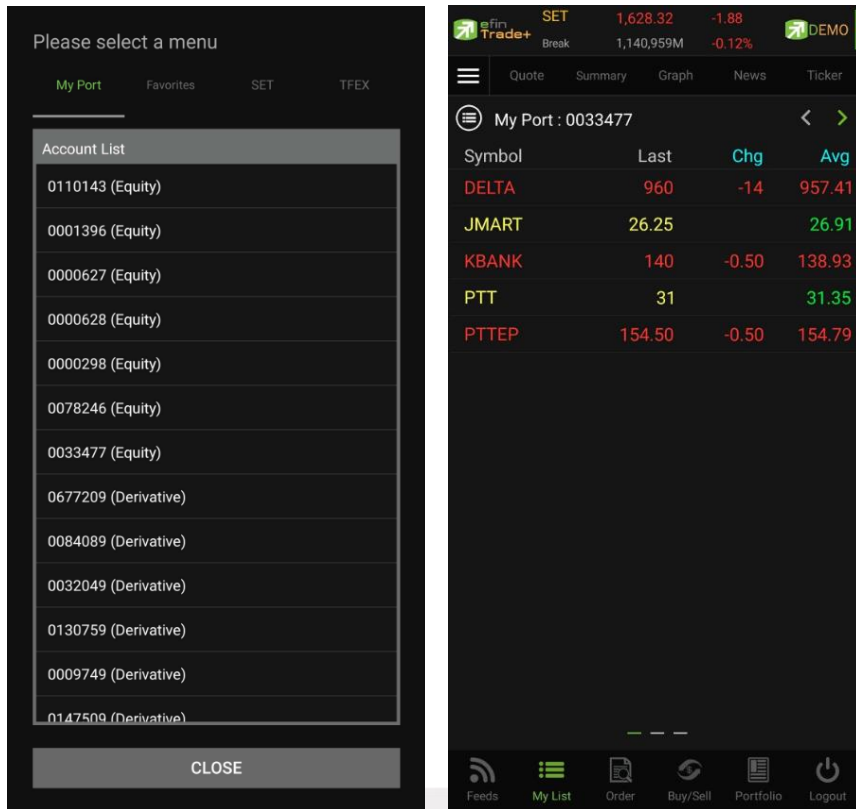 Please select a menu
My Port Favorites SET TFEX
Account List
0110143 (Equity)
0001396 (Equity)
0000627 (Equity)
0000628 (Equity)
0000298 (Equity)
0078246 (Equity)
0033477 (Equity)
0677209 (Derivative)
0084089 (Derivative)
0032049 (Derivative)
0130759 (Derivative)
0009749 (Derivative)
0147509 (Derivative)
CLOSE
efin Trade+ SET 1,628.32 -1.88 DEMO
Break 1,140,959M -0.12%
Quote Summary Graph News Ticker
My Port : 0033477 < >
Symbol Last Chg Avg
DELTA 960 -14 957.41
JMART 26.25 26.91
KBANK 140 -0.50 138.93
PTT 31 31.35
PTTEP 154.50 -0.50 154.79
Feeds My List Order Buy/Sell Portfolio Logout